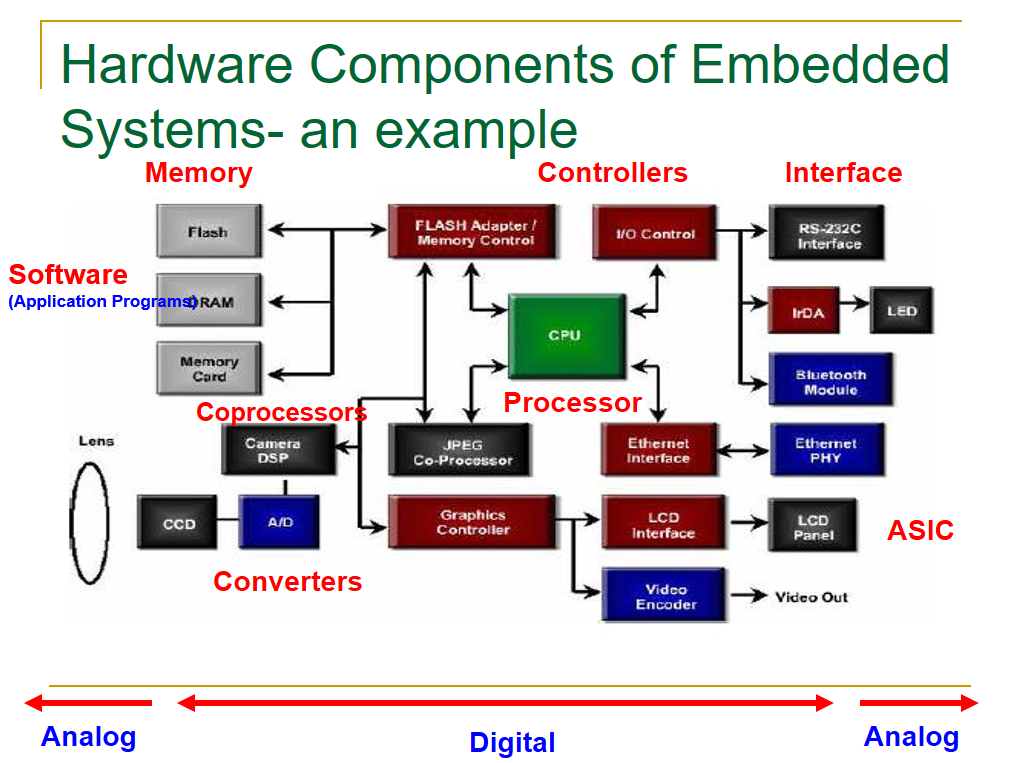 Hardware Components of Embedded
Systems- an example
Memory
Controllers
Interface
Flash
FLASH Adapter /
Memory Control
I/O Control
RS-232C
Interface
Software
(Application Programs)
DRAM
CPU
IrDA
LED
Memory
Card
Bluetooth
Module
Coprocessors
Processor
Lens
Camera
DSP
JPEG
Co-Processor
Ethernet
Interface
Ethernet
PHY
CCD
A/D
Graphics
Controller
LCD
Interface
LCD
Panel
ASIC
Converters
Video
Encoder
Video Out
Analog
Digital
Analog